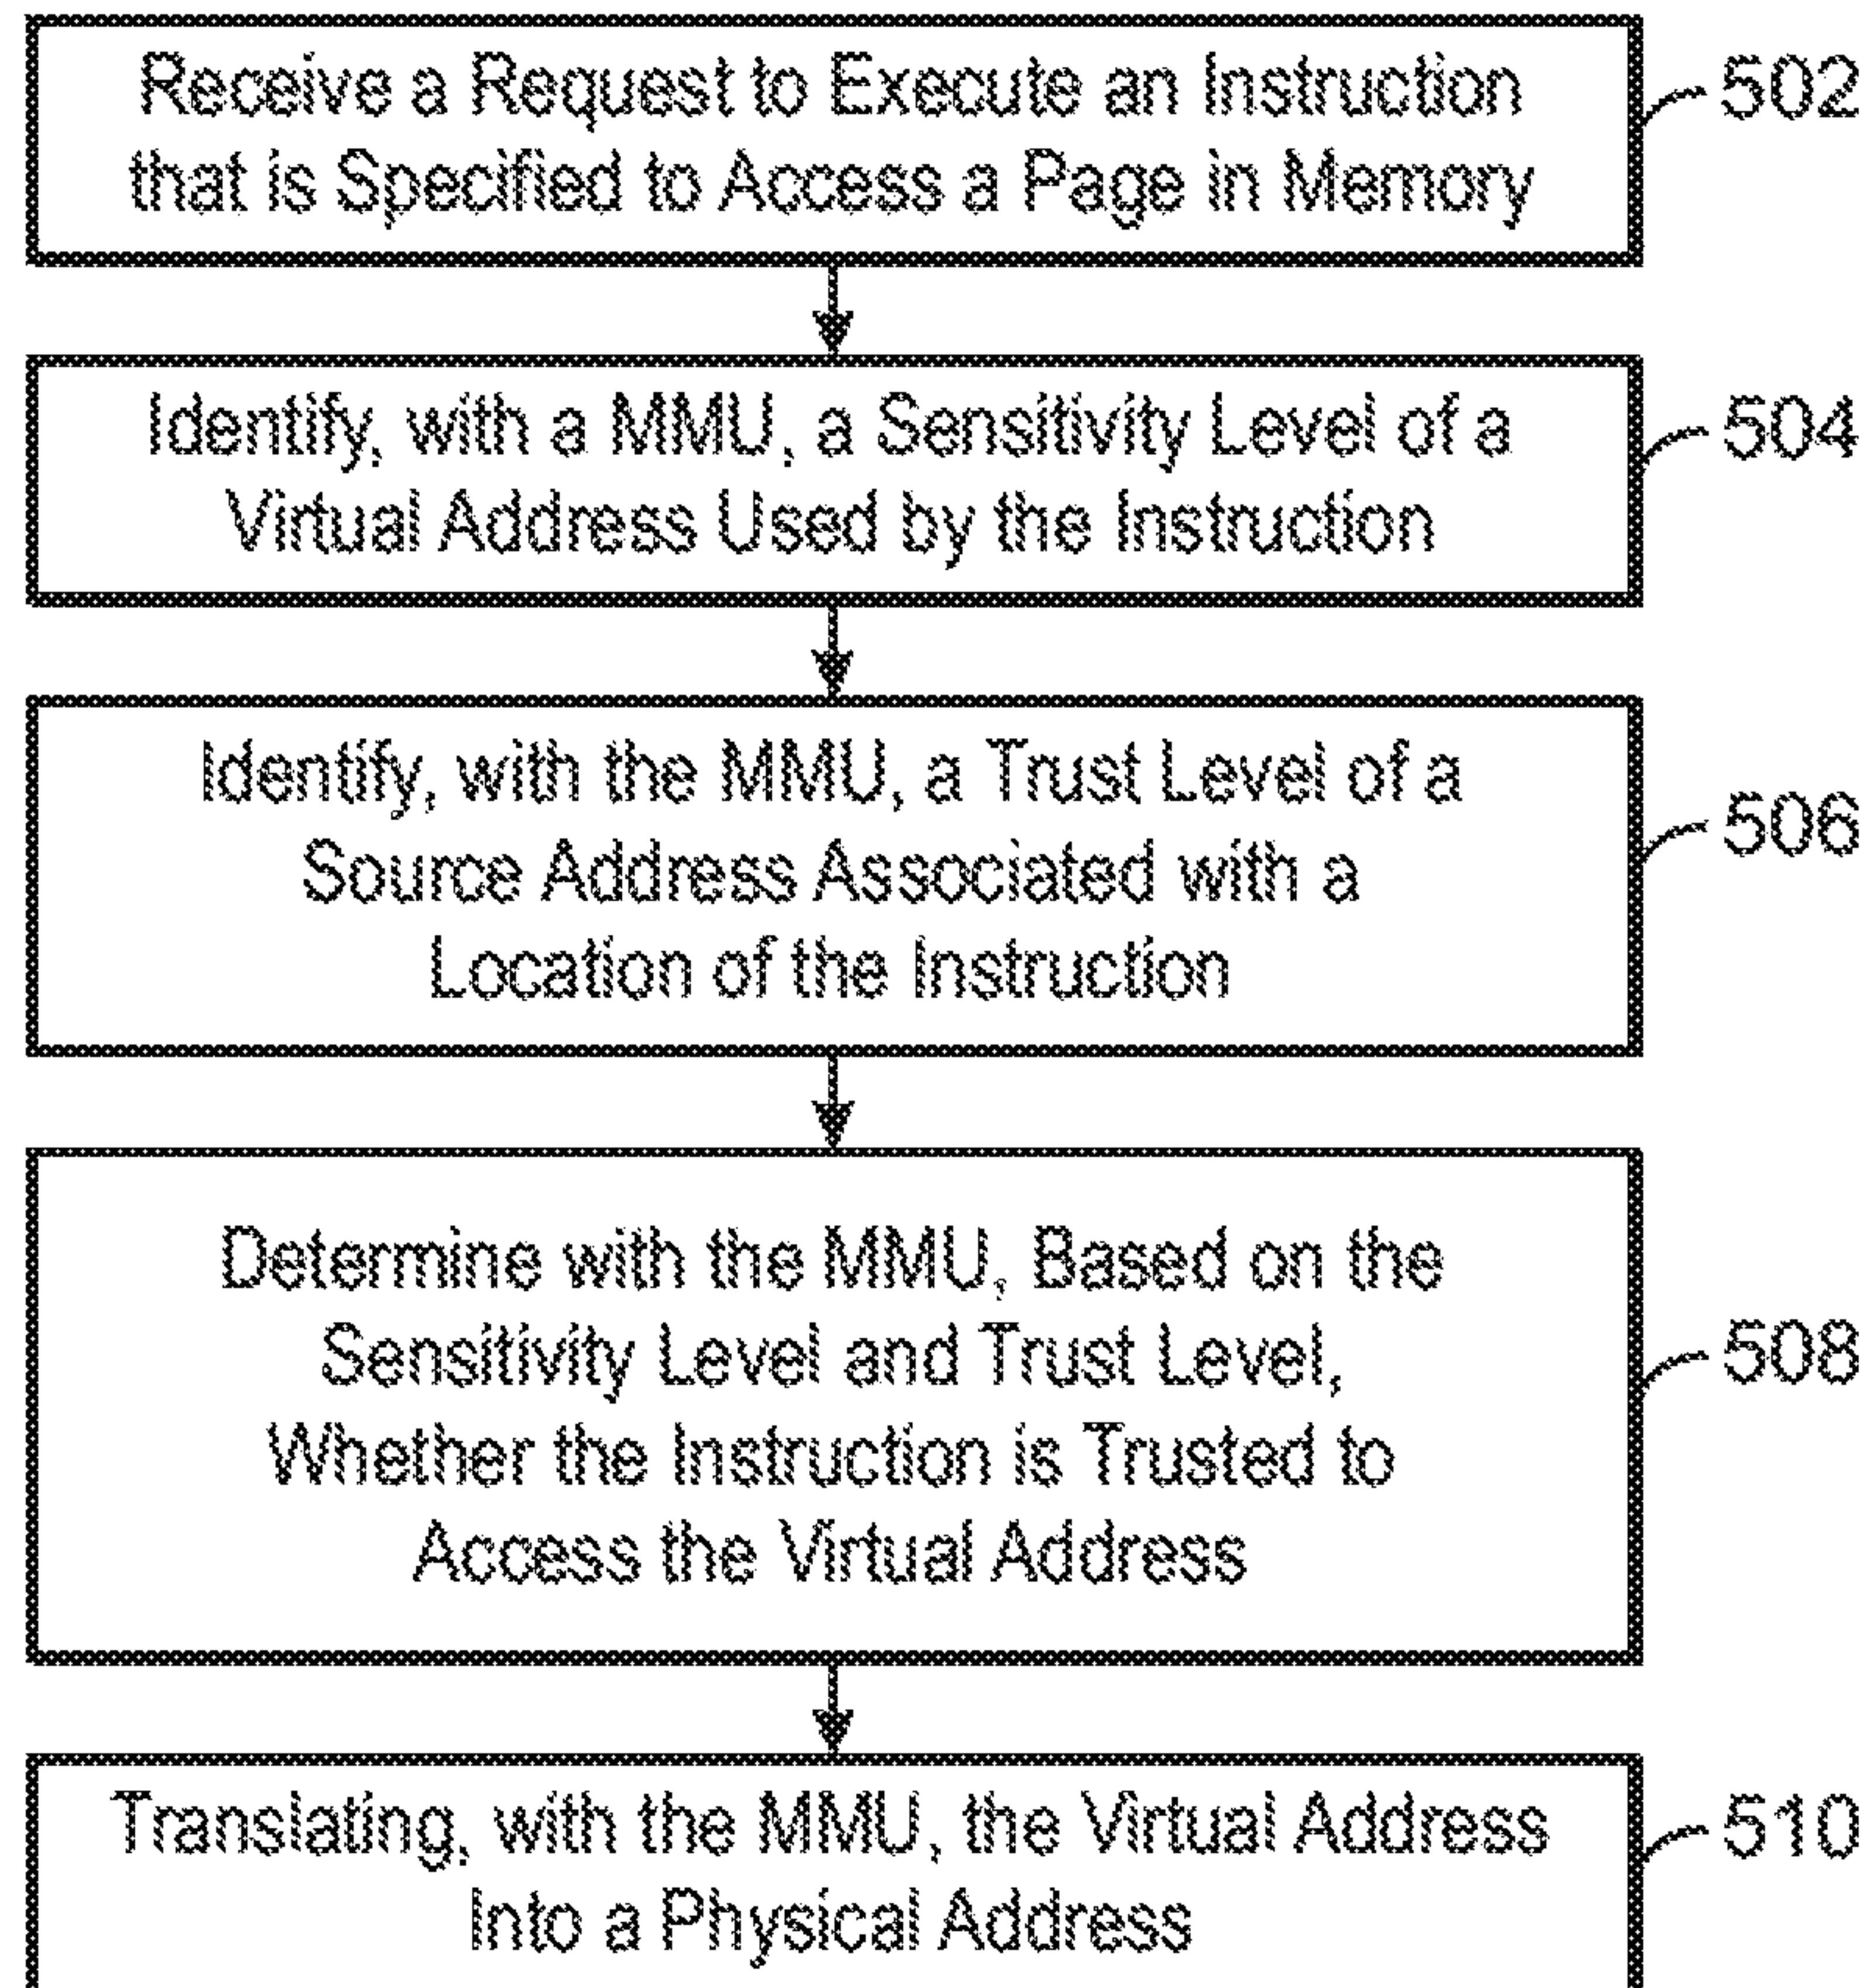 Receive a Request to Execute an Instruction
that is Specified to Access a Page in Memory
502
Identify, with a MMU, a Sensitivity Level of a
Virtual Address Used by the Instruction
504
Identify, with the MMU, a Trust Level of a
Source Address Associated with a
Location of the Instruction
506
Determine with the MMU, Based on the
Sensitivity Level and Trust Level,
Whether the Instruction is Trusted to
Access the Virtual Address
508
Translating, with the MMU, the Virtual Address
Into a Physical Address
510